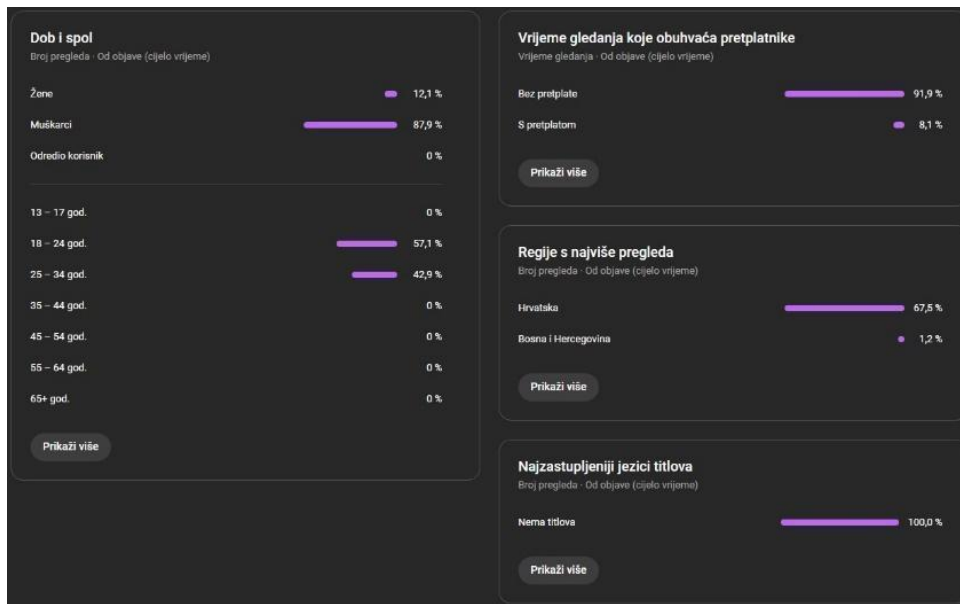 Dob i spol
Broj pregleda · Od objave (cijelo vrijeme)
Žene 12,1 %
Muškarci 87,9 %
Odredio korisnik 0 %
13 – 17 god. 0 %
18 – 24 god. 57,1 %
25 – 34 god. 42,9 %
35 – 44 god. 0 %
45 – 54 god. 0 %
55 – 64 god. 0 %
65+ god. 0 %
Prikaži više
Vrijeme gledanja koje obuhvaća pretplatnike
Vrijeme gledanja · Od objave (cijelo vrijeme)
Bez pretplate 91,9 %
S pretplatom 8,1 %
Prikaži više
Regije s najviše pregleda
Broj pregleda · Od objave (cijelo vrijeme)
Hrvatska 67,5 %
Bosna i Hercegovina 1,2 %
Prikaži više
Najzastupljeniji jezici titlova
Broj pregleda · Od objave (cijelo vrijeme)
Nema titlova 100,0 %
Prikaži više